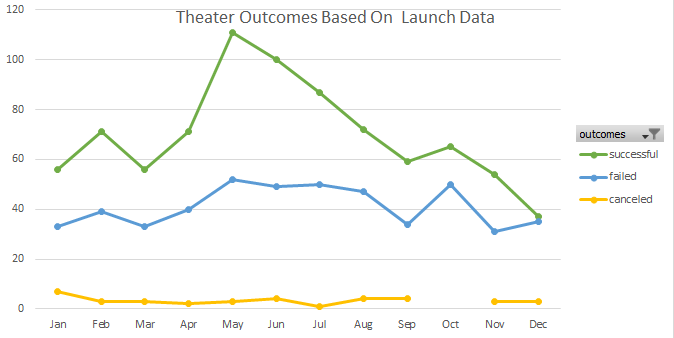 Theater Outcomes Based On  Launch Data
120
100
80
60
40
20
0
Jan Feb Mar Apr May Jun Jul Aug Sep Oct Nov Dec
outcomes
successful
failed
canceled